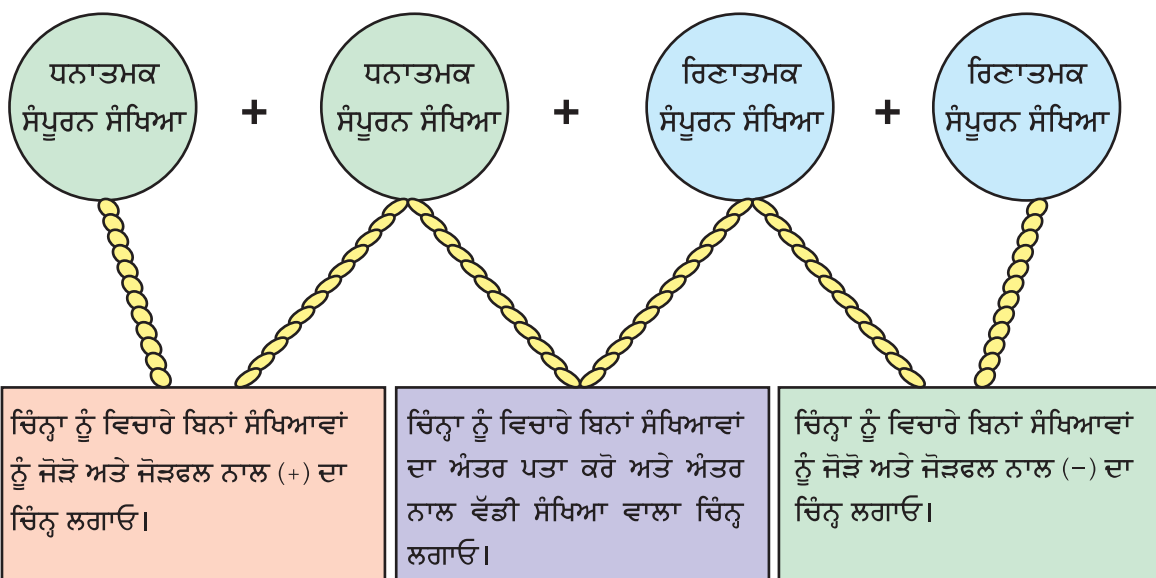 ਧਨਾਤਮਕ
ਸੰਪੂਰਨ ਸੰਖਿਆ
+
ਧਨਾਤਮਕ
ਸੰਪੂਰਨ ਸੰਖਿਆ
+
ਰਿਣਾਤਮਕ
ਸੰਪੂਰਨ ਸੰਖਿਆ
+
ਰਿਣਾਤਮਕ
ਸੰਪੂਰਨ ਸੰਖਿਆ
ਚਿੰਨ੍ਹਾ ਨੂੰ ਵਿਚਾਰੇ ਬਿਨਾਂ ਸੰਖਿਆਵਾਂ
ਨੂੰ ਜੋੜੋ ਅਤੇ ਜੋੜਫਲ ਨਾਲ (+) ਦਾ
ਚਿੰਨ੍ਹ ਲਗਾਓ।
ਚਿੰਨ੍ਹਾ ਨੂੰ ਵਿਚਾਰੇ ਬਿਨਾਂ ਸੰਖਿਆਵਾਂ
ਦਾ ਅੰਤਰ ਪਤਾ ਕਰੋ ਅਤੇ ਅੰਤਰ
ਨਾਲ ਵੱਡੀ ਸੰਖਿਆ ਵਾਲਾ ਚਿੰਨ੍ਹ
ਲਗਾਓ।
ਚਿੰਨ੍ਹਾ ਨੂੰ ਵਿਚਾਰੇ ਬਿਨਾਂ ਸੰਖਿਆਵਾਂ
ਨੂੰ ਜੋੜੋ ਅਤੇ ਜੋੜਫਲ ਨਾਲ (−) ਦਾ
ਚਿੰਨ੍ਹ ਲਗਾਓ।